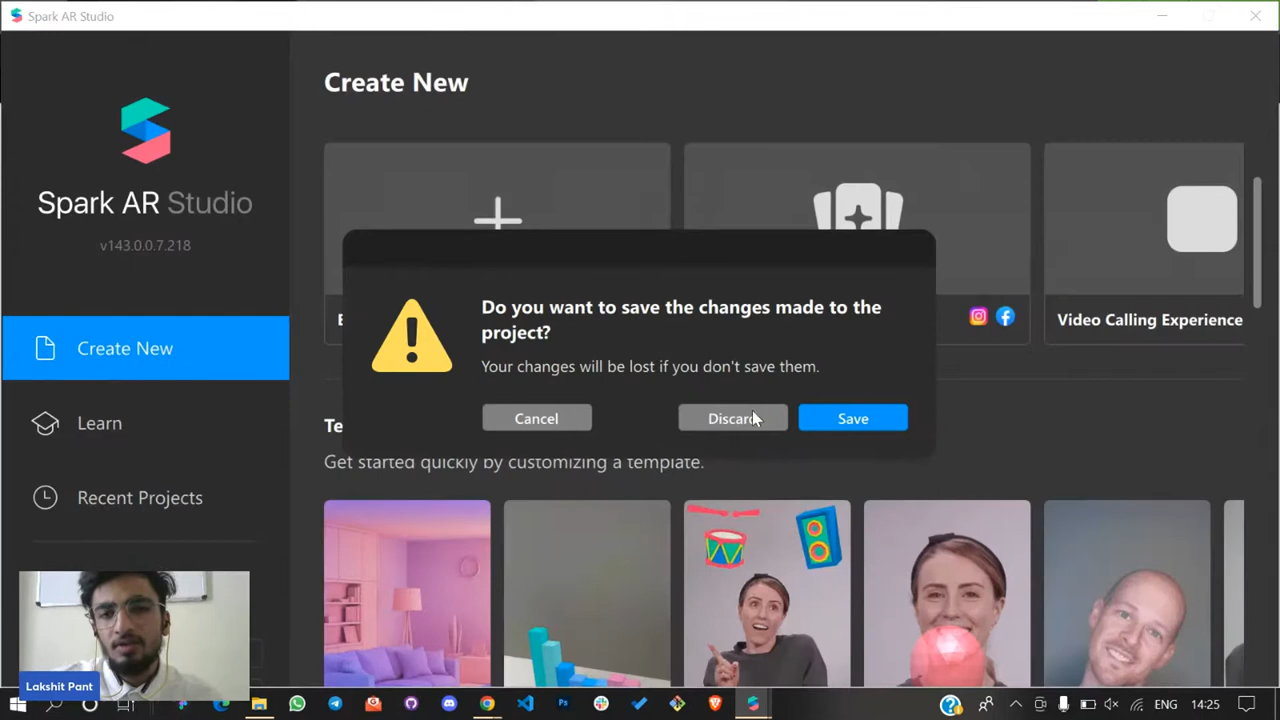 Spark AR Studio
Create New
Spark AR Studio
v143.0.0.7.218
Video Calling Experience
Do you want to save the changes made to the
project?
Your changes will be lost if you don't save them.
Cancel
Discard
Save
Create New
Learn
Recent Projects
Te
Get started quickly by customizing a template.
Lakshit Pant
Ps
ENG
14:25